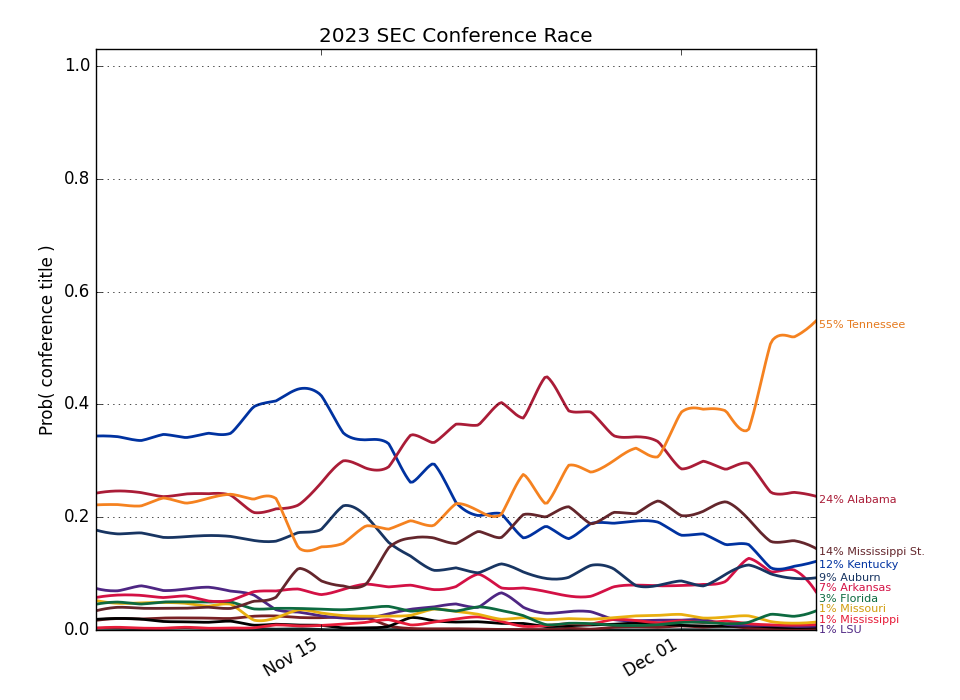 2023 SEC Conference Race
Prob( conference title )
1.0
0.8
0.6
0.4
0.2
0.0
Nov 15
Dec 01
55% Tennessee
24% Alabama
14% Mississippi St.
12% Kentucky
9% Auburn
7% Arkansas
3% Florida
1% Missouri
1% Mississippi
1% LSU